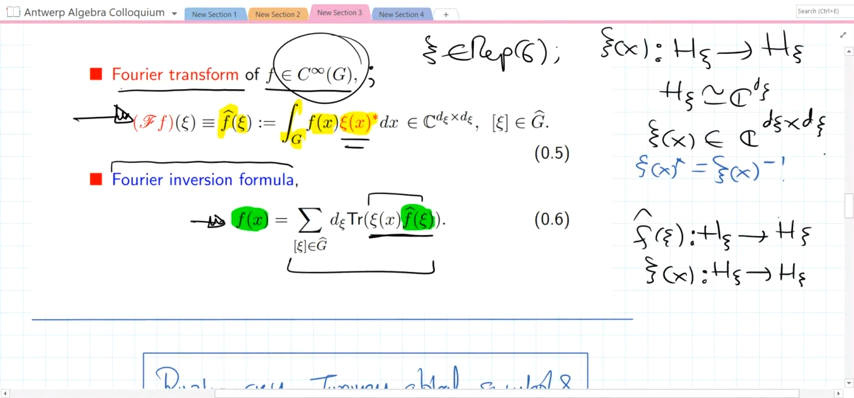 Antwerp Algebra Colloquium
New Section 1
New Section 2
New Section 3
New Section 4
Search (Ctrl+E)
Fourier transform of f ∈ C^∞(G), ;
(ℱf)(ξ) ≡ f̂(ξ) := ∫_G f(x)ξ(x)*dx ∈ ℂ^{d_ξ×d_ξ}, [ξ] ∈ Ĝ.
(0.5)
Fourier inversion formula,
f(x) = ∑_{[ξ]∈Ĝ} d_ξ Tr(ξ(x)f̂(ξ)). (0.6)
ξ ∈ Rep(G);
ξ(x): H_ξ → H_ξ
H_ξ ≃ ℂ^{d_ξ}
ξ(x) ∈ ℂ^{d_ξ×d_ξ}
ξ(x)* = ξ(x)^{-1}
f̂(ξ): H_ξ → H_ξ
ξ(x): H_ξ → H_ξ